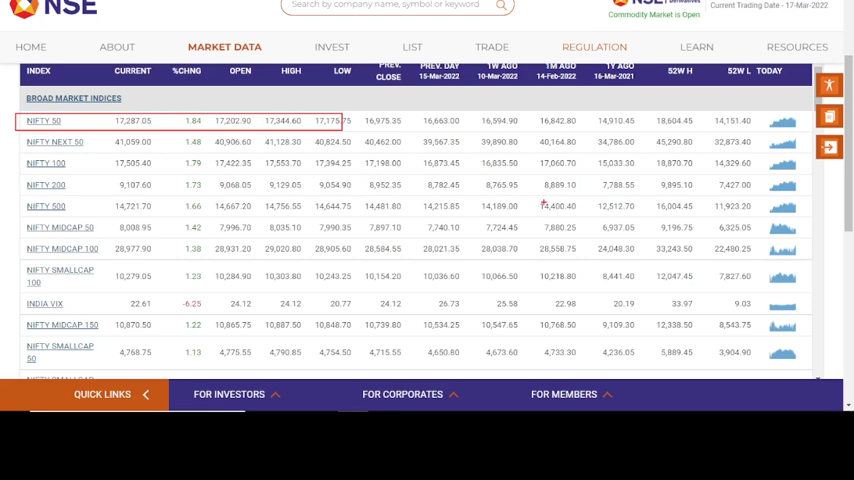 NSE
Search by company name, symbol or keyword
Commodity Market is Open
Current Trading Date - 17-Mar-2022
HOME ABOUT MARKET DATA INVEST LIST TRADE REGULATION LEARN RESOURCES
INDEX CURRENT %CHNG OPEN HIGH LOW PREV. CLOSE PREV. DAY 15-Mar-2022 1W AGO 10-Mar-2022 1M AGO 14-Feb-2022 1Y AGO 16-Mar-2021 52W H 52W L TODAY
BROAD MARKET INDICES
NIFTY 50 17,287.05 1.84 17,202.90 17,344.60 17,175.75 16,975.35 16,663.00 16,594.90 16,842.80 14,910.45 18,604.45 14,151.40
NIFTY NEXT 50 41,059.00 1.48 40,906.60 41,128.30 40,824.50 40,462.00 39,367.35 39,890.80 40,164.80 34,786.00 45,290.80 32,873.40
NIFTY 100 17,505.40 1.79 17,422.35 17,553.70 17,394.25 17,198.00 16,873.45 16,835.50 17,060.70 15,033.30 18,870.70 14,329.60
NIFTY 200 9,107.60 1.73 9,068.05 9,129.05 9,054.90 8,952.35 8,782.45 8,765.95 8,889.10 7,788.55 9,895.10 7,427.00
NIFTY 500 14,721.70 1.66 14,667.20 14,756.55 14,644.75 14,481.80 14,215.85 14,189.00 14,400.40 12,512.70 16,004.45 11,923.20
NIFTY MIDCAP 50 8,008.95 1.42 7,996.70 8,035.10 7,990.35 7,897.10 7,740.10 7,724.45 7,880.25 6,937.05 9,196.75 6,325.05
NIFTY MIDCAP 100 28,977.90 1.38 28,931.20 29,020.80 28,905.60 28,584.55 28,021.35 28,038.70 28,558.75 24,048.30 33,243.50 22,480.25
NIFTY SMALLCAP 100 10,279.05 1.23 10,284.90 10,303.80 10,243.25 10,154.20 10,036.60 10,066.50 10,218.80 8,441.40 12,047.45 7,827.60
INDIA VIX 22.61 -6.25 24.12 24.12 20.77 24.12 26.73 25.58 22.98 20.19 33.97 9.03
NIFTY MIDCAP 150 10,870.50 1.22 10,865.75 10,887.50 10,848.70 10,739.80 10,534.25 10,547.65 10,768.50 9,109.30 12,338.50 8,543.75
NIFTY SMALLCAP 50 4,768.75 1.13 4,775.55 4,790.85 4,754.50 4,715.55 4,650.80 4,673.60 4,733.30 4,236.05 5,889.45 3,904.90
QUICK LINKS FOR INVESTORS FOR CORPORATES FOR MEMBERS